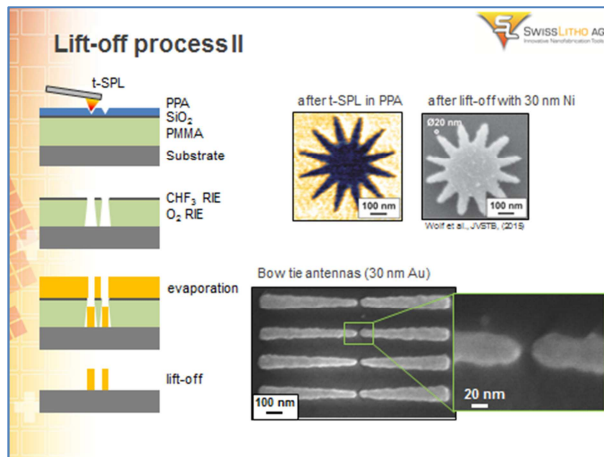 Lift-off process II
SWISSLITHO AG
Innovative Nanofabrication Tools
t-SPL
PPA
SiO₂
PMMA
Substrate
CHF₃ RIE
O₂ RIE
evaporation
lift-off
after t-SPL in PPA
100 nm
after lift-off with 30 nm Ni
Ø20 nm
100 nm
Wolf et al., JVSTB, (2015)
Bow tie antennas (30 nm Au)
100 nm
20 nm